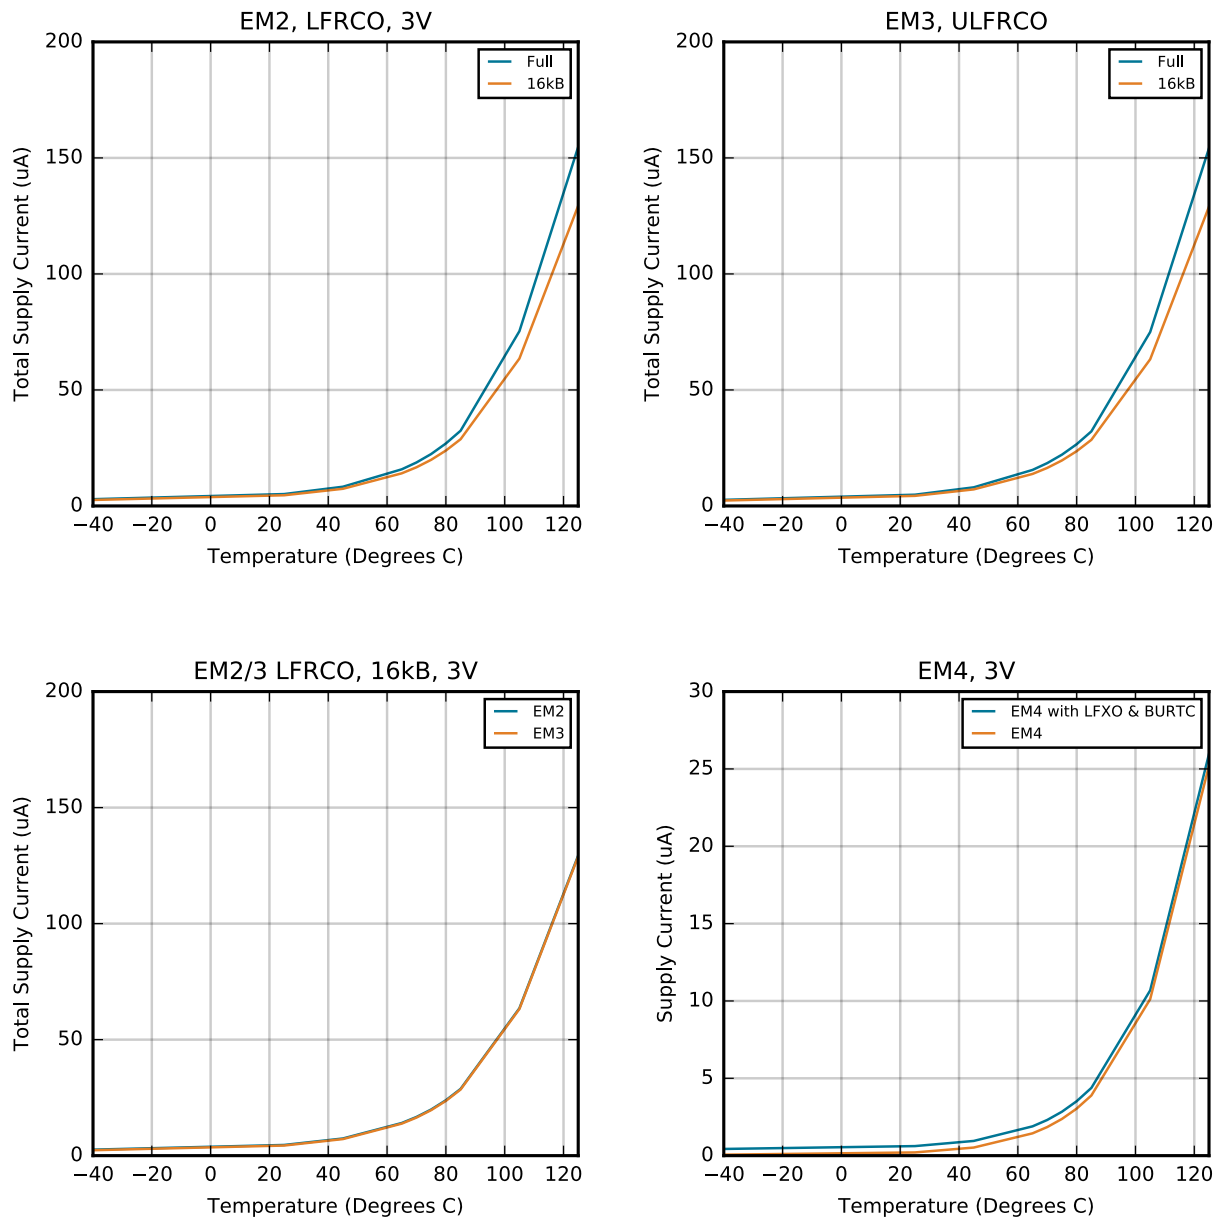 EM2, LFRCO, 3V
200
150
100
50
0
Total Supply Current (uA)
Full
16kB
−40 −20 0 20 40 60 80 100 120
Temperature (Degrees C)
EM3, ULFRCO
200
150
100
50
0
Total Supply Current (uA)
Full
16kB
−40 −20 0 20 40 60 80 100 120
Temperature (Degrees C)
EM2/3 LFRCO, 16kB, 3V
200
150
100
50
0
Total Supply Current (uA)
EM2
EM3
−40 −20 0 20 40 60 80 100 120
Temperature (Degrees C)
EM4, 3V
30
25
20
15
10
5
0
Supply Current (uA)
EM4 with LFXO & BURTC
EM4
−40 −20 0 20 40 60 80 100 120
Temperature (Degrees C)